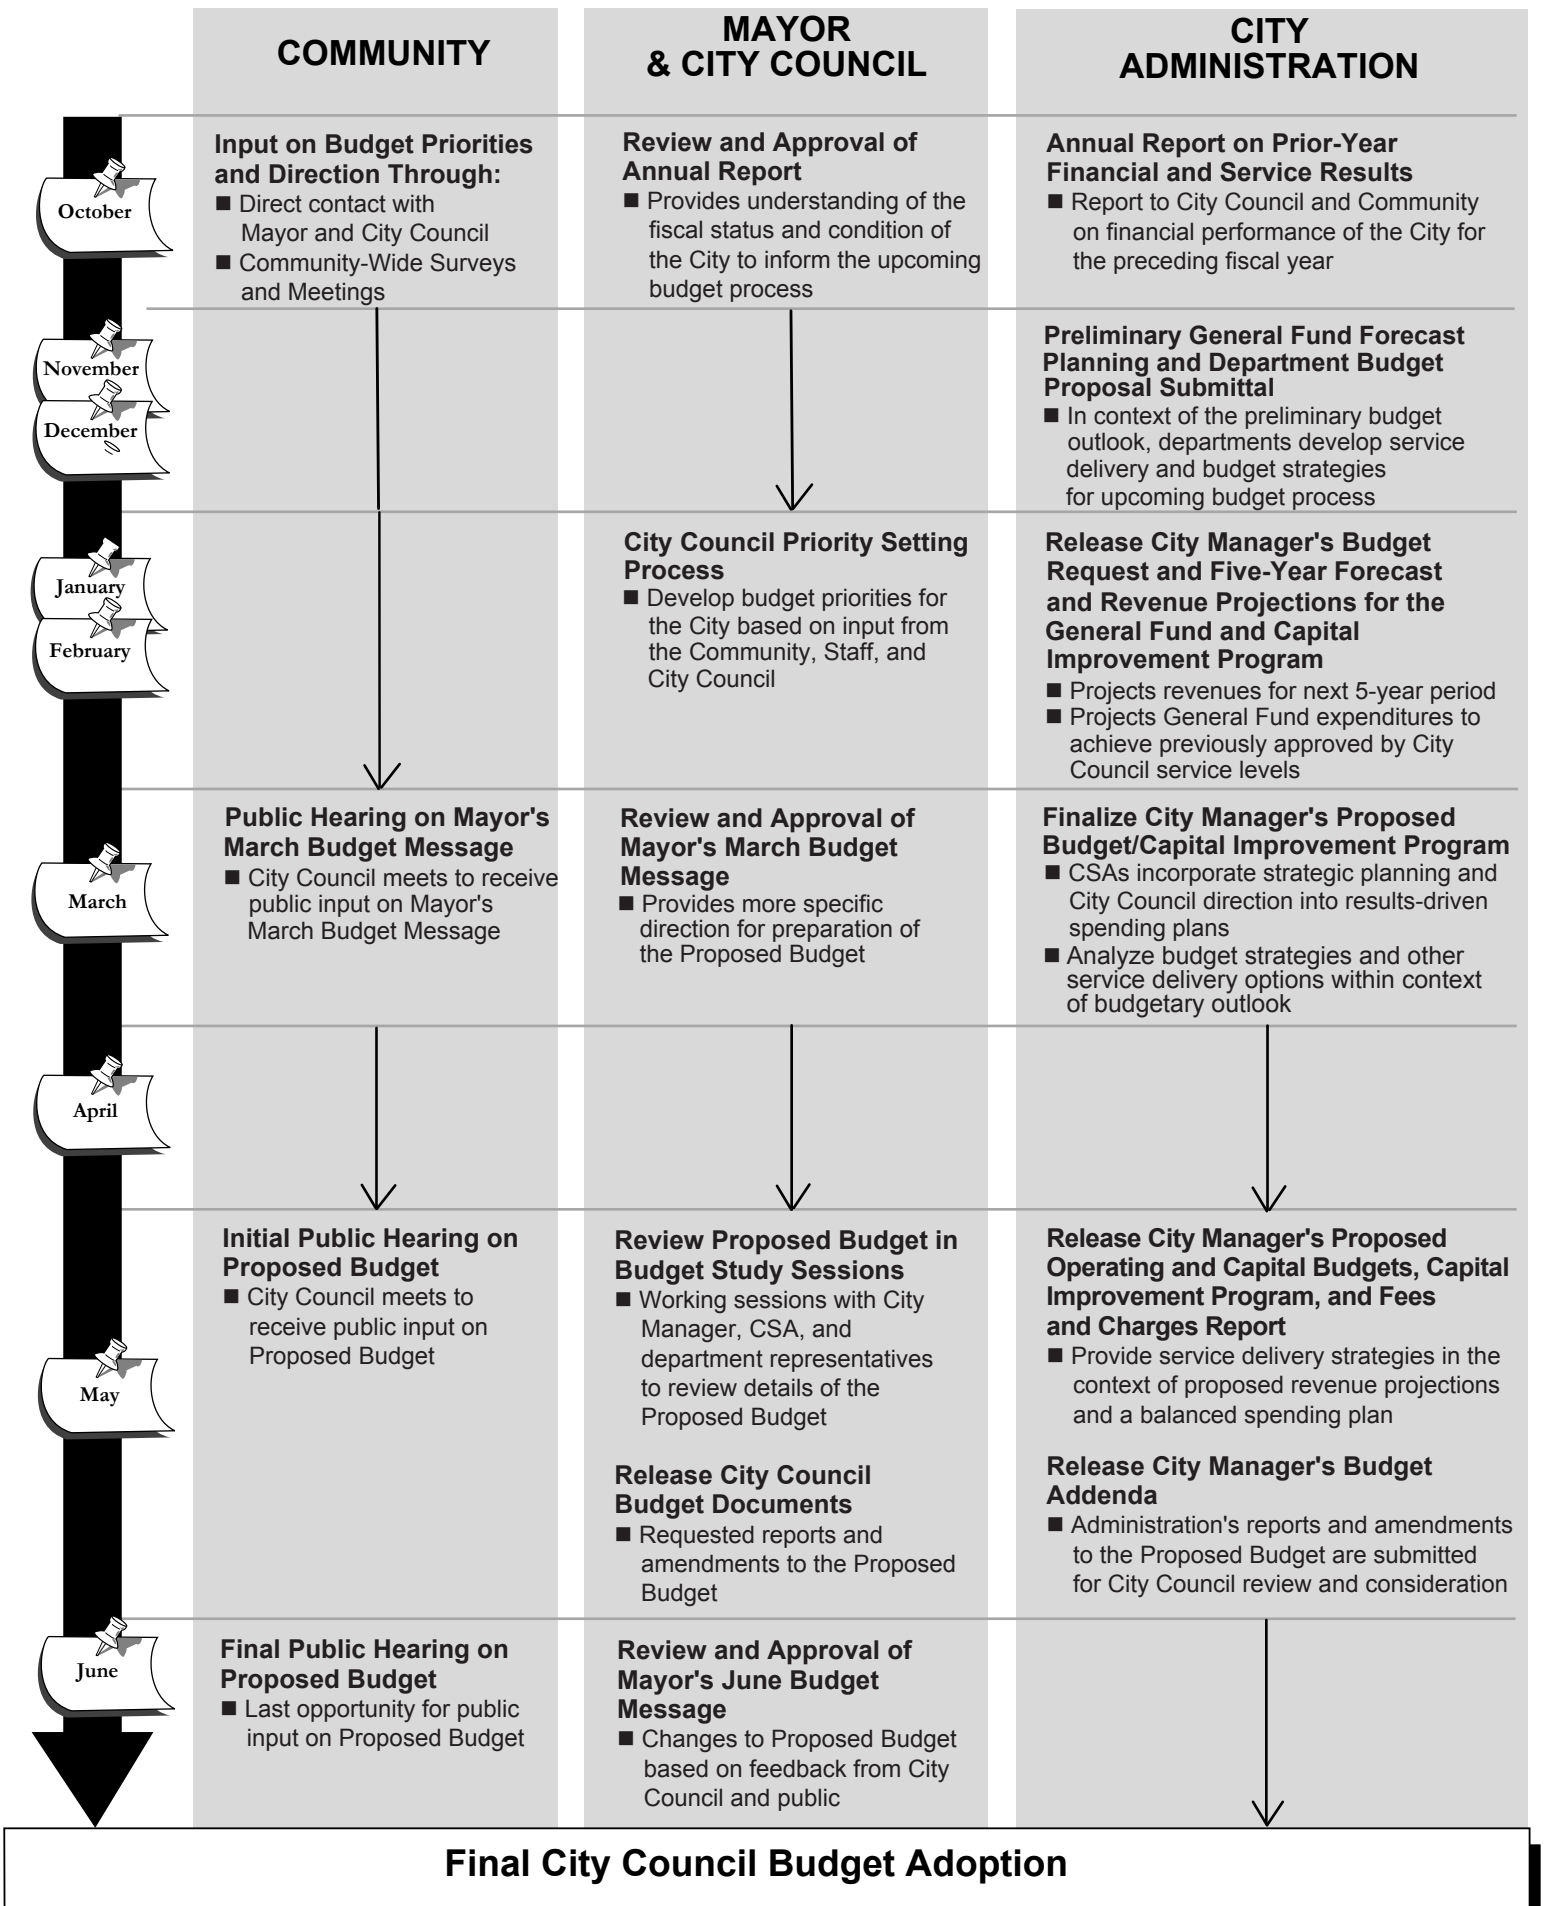 COMMUNITY
MAYOR
& CITY COUNCIL
CITY
ADMINISTRATION
October
Input on Budget Priorities
and Direction Through:
■ Direct contact with
Mayor and City Council
■ Community-Wide Surveys
and Meetings
Review and Approval of
Annual Report
■ Provides understanding of the
fiscal status and condition of
the City to inform the upcoming
budget process
Annual Report on Prior-Year
Financial and Service Results
■ Report to City Council and Community
on financial performance of the City for
the preceding fiscal year
November
December
Preliminary General Fund Forecast
Planning and Department Budget
Proposal Submittal
■ In context of the preliminary budget
outlook, departments develop service
delivery and budget strategies
for upcoming budget process
January
February
City Council Priority Setting
Process
■ Develop budget priorities for
the City based on input from
the Community, Staff, and
City Council
Release City Manager's Budget
Request and Five-Year Forecast
and Revenue Projections for the
General Fund and Capital
Improvement Program
■ Projects revenues for next 5-year period
■ Projects General Fund expenditures to
achieve previously approved by City
Council service levels
March
Public Hearing on Mayor's
March Budget Message
■ City Council meets to receive
public input on Mayor's
March Budget Message
Review and Approval of
Mayor's March Budget
Message
■ Provides more specific
direction for preparation of
the Proposed Budget
Finalize City Manager's Proposed
Budget/Capital Improvement Program
■ CSAs incorporate strategic planning and
City Council direction into results-driven
spending plans
■ Analyze budget strategies and other
service delivery options within context
of budgetary outlook
April
May
Initial Public Hearing on
Proposed Budget
■ City Council meets to
receive public input on
Proposed Budget
Review Proposed Budget in
Budget Study Sessions
■ Working sessions with City
Manager, CSA, and
department representatives
to review details of the
Proposed Budget
Release City Council
Budget Documents
■ Requested reports and
amendments to the Proposed
Budget
Release City Manager's Proposed
Operating and Capital Budgets, Capital
Improvement Program, and Fees
and Charges Report
■ Provide service delivery strategies in the
context of proposed revenue projections
and a balanced spending plan
Release City Manager's Budget
Addenda
■ Administration's reports and amendments
to the Proposed Budget are submitted
for City Council review and consideration
June
Final Public Hearing on
Proposed Budget
■ Last opportunity for public
input on Proposed Budget
Review and Approval of
Mayor's June Budget
Message
■ Changes to Proposed Budget
based on feedback from City
Council and public
Final City Council Budget Adoption